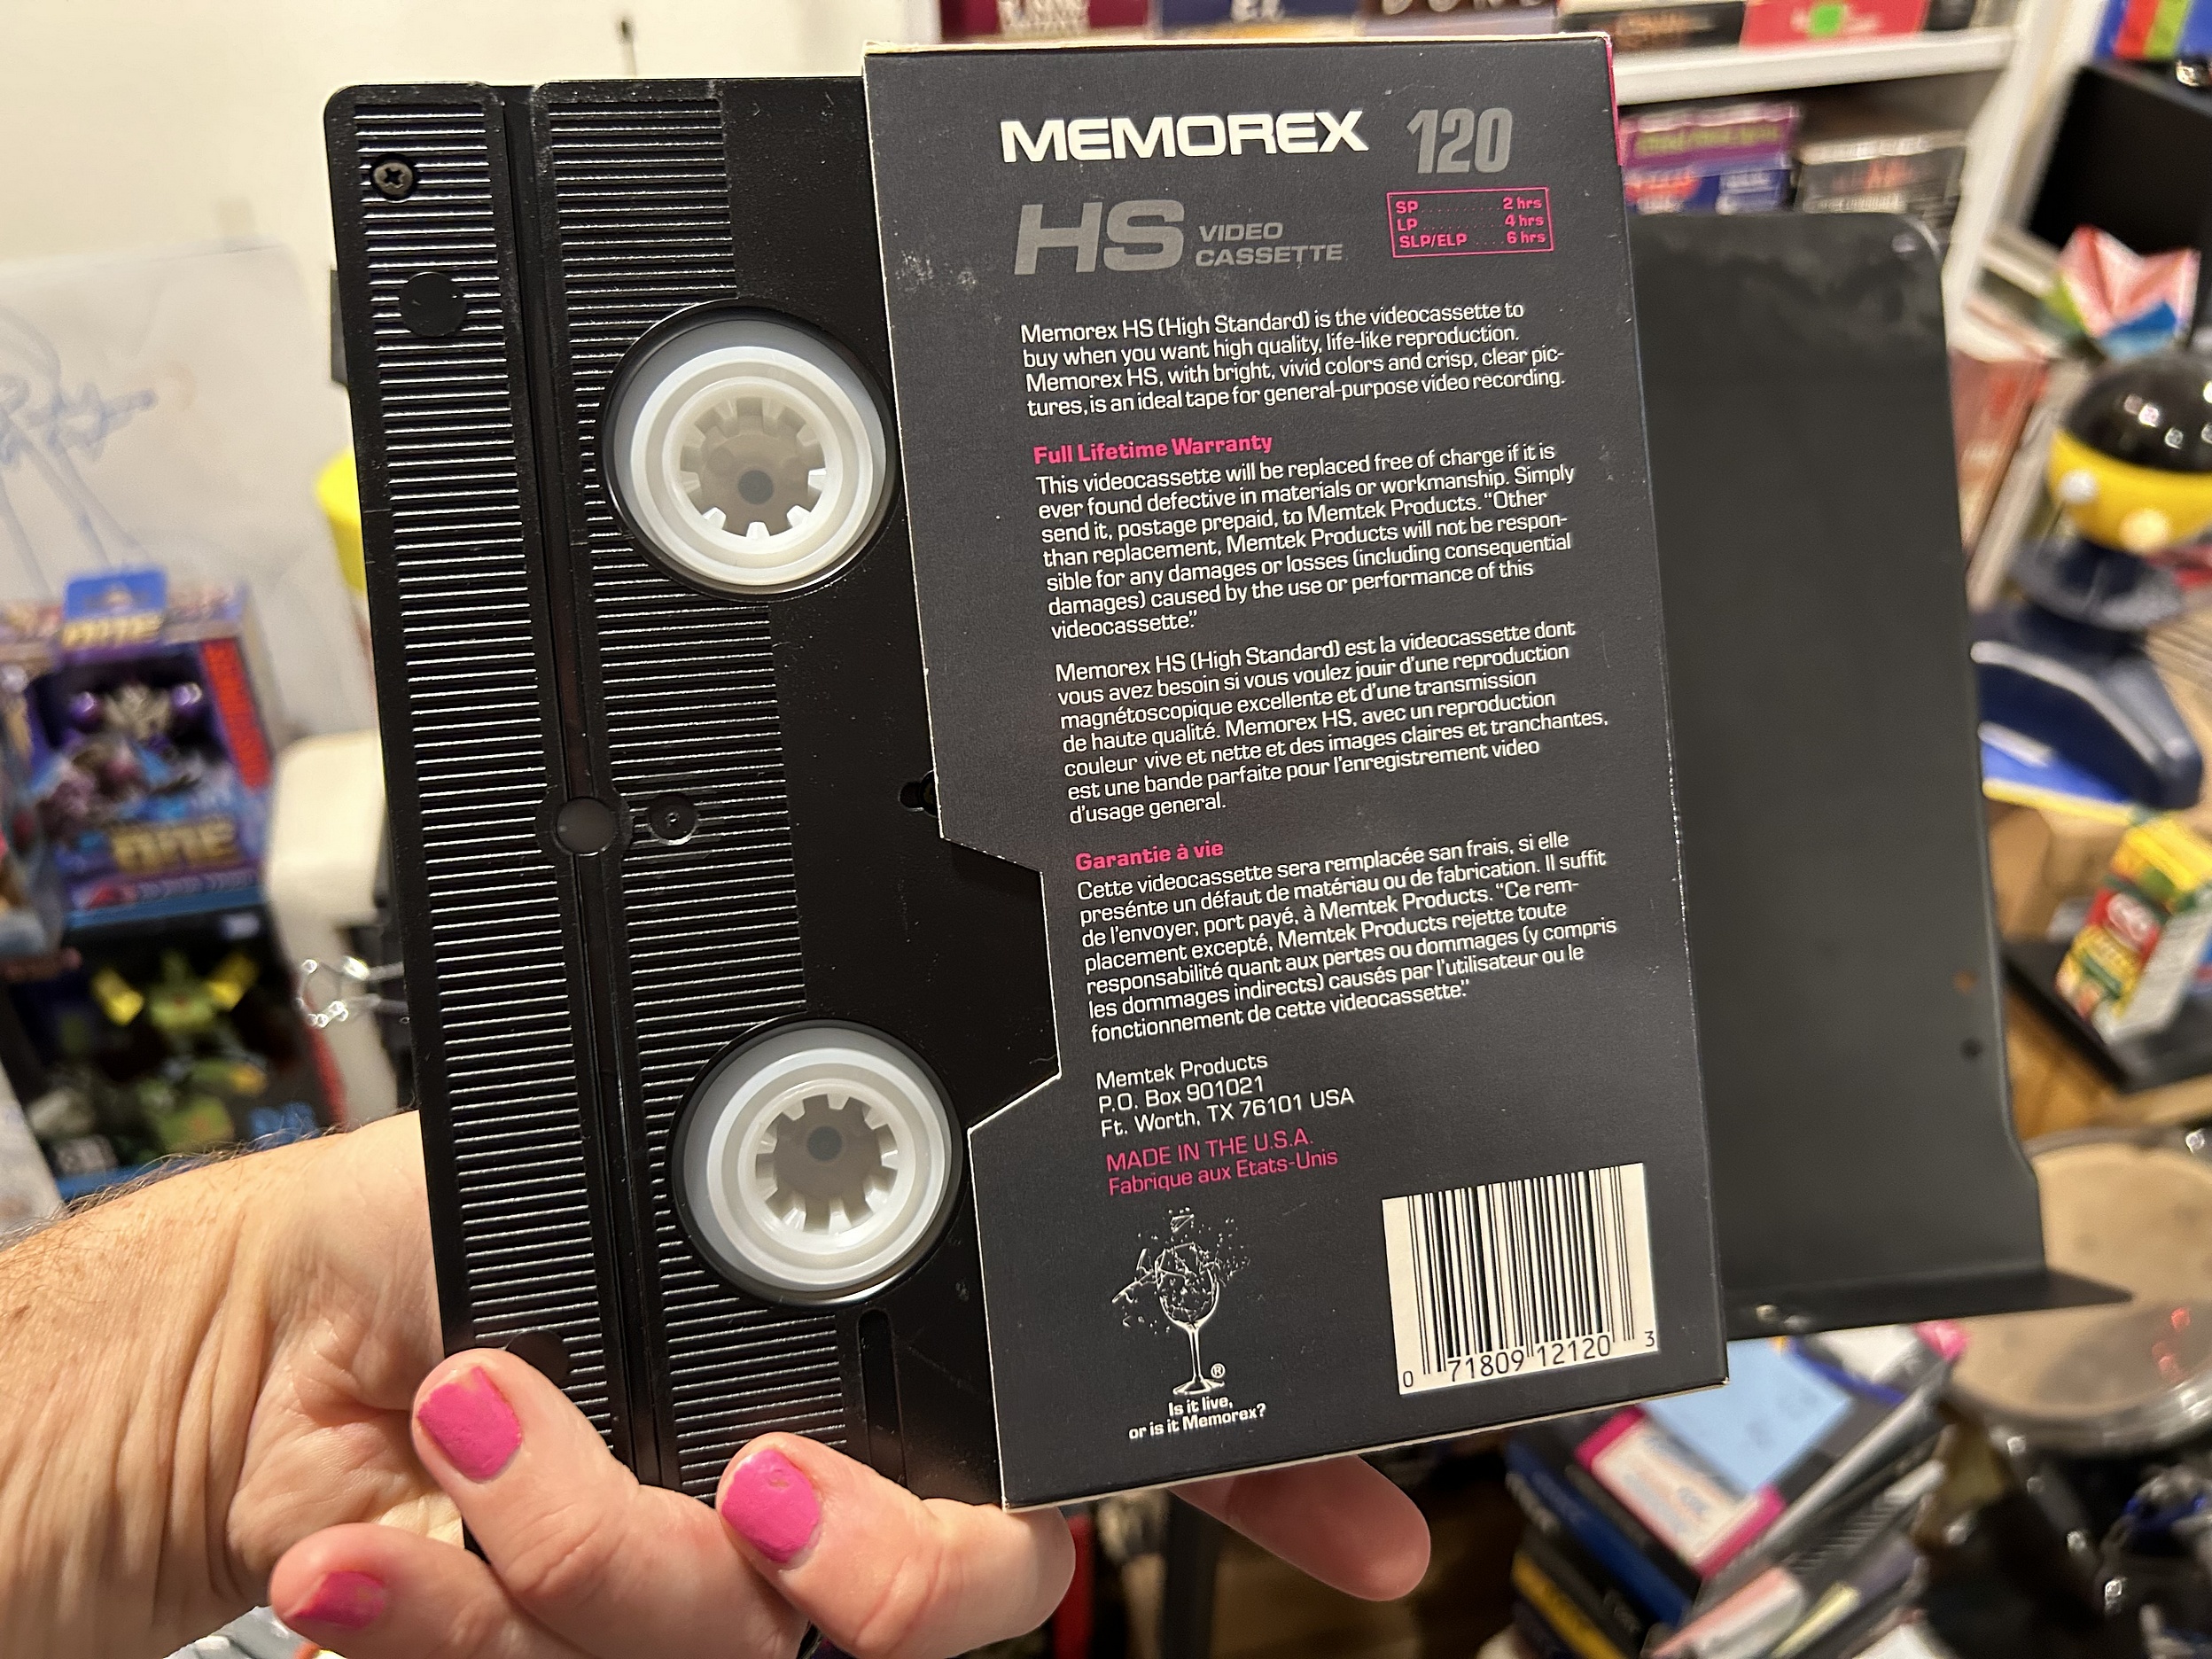 MEMOREX 120
HS VIDEO
CASSETTE
SP ........ 2 hrs
LP ........ 4 hrs
SLP/ELP .... 6 hrs
Memorex HS (High Standard) is the videocassette to
buy when you want high quality, life-like reproduction.
Memorex HS, with bright, vivid colors and crisp, clear pic-
tures, is an ideal tape for general-purpose video recording.
Full Lifetime Warranty
This videocassette will be replaced free of charge if it is
ever found defective in materials or workmanship. Simply
send it, postage prepaid, to Memtek Products. “Other
than replacement, Memtek Products will not be respon-
sible for any damages or losses (including consequential
damages) caused by the use or performance of this
videocassette.”
Memorex HS (High Standard) est la videocassette dont
vous avez besoin si vous voulez jouir d’une reproduction
magnétoscopique excellente et d’une transmission
de haute qualité. Memorex HS, avec un reproduction
couleur vive et nette et des images claires et tranchantes,
est une bande parfaite pour l’enregistrement video
d’usage general.
Garantie à vie
Cette videocassette sera remplacée san frais, si elle
presénte un défaut de matériau ou de fabrication. Il suffit
de l’envoyer, port payé, à Memtek Products. “Ce rem-
placement excepté, Memtek Products rejette toute
responsabilité quant aux pertes ou dommages (y compris
les dommages indirects) causés par l’utilisateur ou le
fonctionnement de cette videocassette.”
Memtek Products
P.O. Box 901021
Ft. Worth, TX 76101 USA
MADE IN THE U.S.A.
Fabrique aux Etats-Unis
®
Is it live,
or is it Memorex?
0 71809 12120 3
ONE
ONE